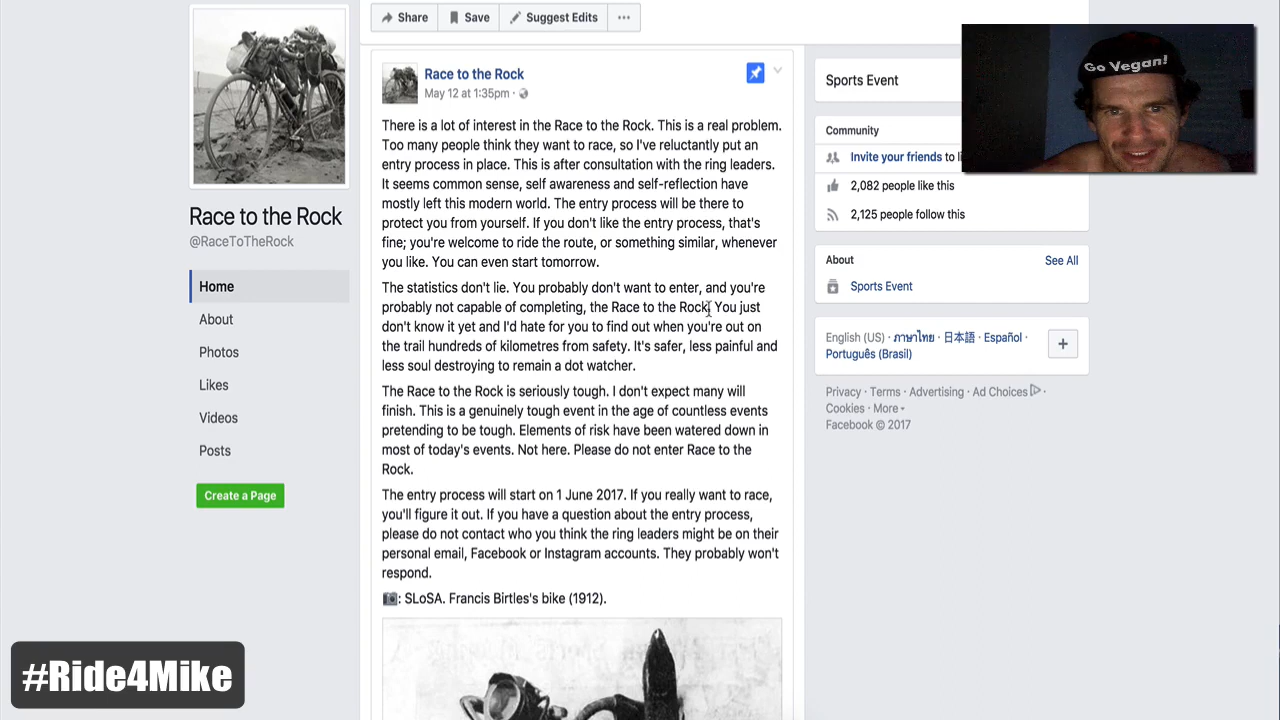 Share
Save
Suggest Edits
Race to the Rock
May 12 at 1:35pm ·
There is a lot of interest in the Race to the Rock. This is a real problem.
Too many people think they want to race, so I've reluctantly put an
entry process in place. This is after consultation with the ring leaders.
It seems common sense, self awareness and self-reflection have
mostly left this modern world. The entry process will be there to
protect you from yourself. If you don't like the entry process, that's
fine; you're welcome to ride the route, or something similar, whenever
you like. You can even start tomorrow.
The statistics don't lie. You probably don't want to enter, and you're
probably not capable of completing, the Race to the Rock. You just
don't know it yet and I'd hate for you to find out when you're out on
the trail hundreds of kilometres from safety. It's safer, less painful and
less soul destroying to remain a dot watcher.
The Race to the Rock is seriously tough. I don't expect many will
finish. This is a genuinely tough event in the age of countless events
pretending to be tough. Elements of risk have been watered down in
most of today's events. Not here. Please do not enter Race to the
Rock.
The entry process will start on 1 June 2017. If you really want to race,
you'll figure it out. If you have a question about the entry process,
please do not contact who you think the ring leaders might be on their
personal email, Facebook or Instagram accounts. They probably won't
respond.
: SLoSA. Francis Birtles's bike (1912).
Race to the Rock
@RaceToTheRock
Home
About
Photos
Likes
Videos
Posts
Create a Page
Sports Event
Community
Invite your friends to li
2,082 people like this
2,125 people follow this
About
See All
Sports Event
English (US) · ภาษาไทย · 日本語 · Español ·
Português (Brasil)
Privacy · Terms · Advertising · Ad Choices ·
Cookies · More
Facebook © 2017
Go Vegan!
#Ride4Mike